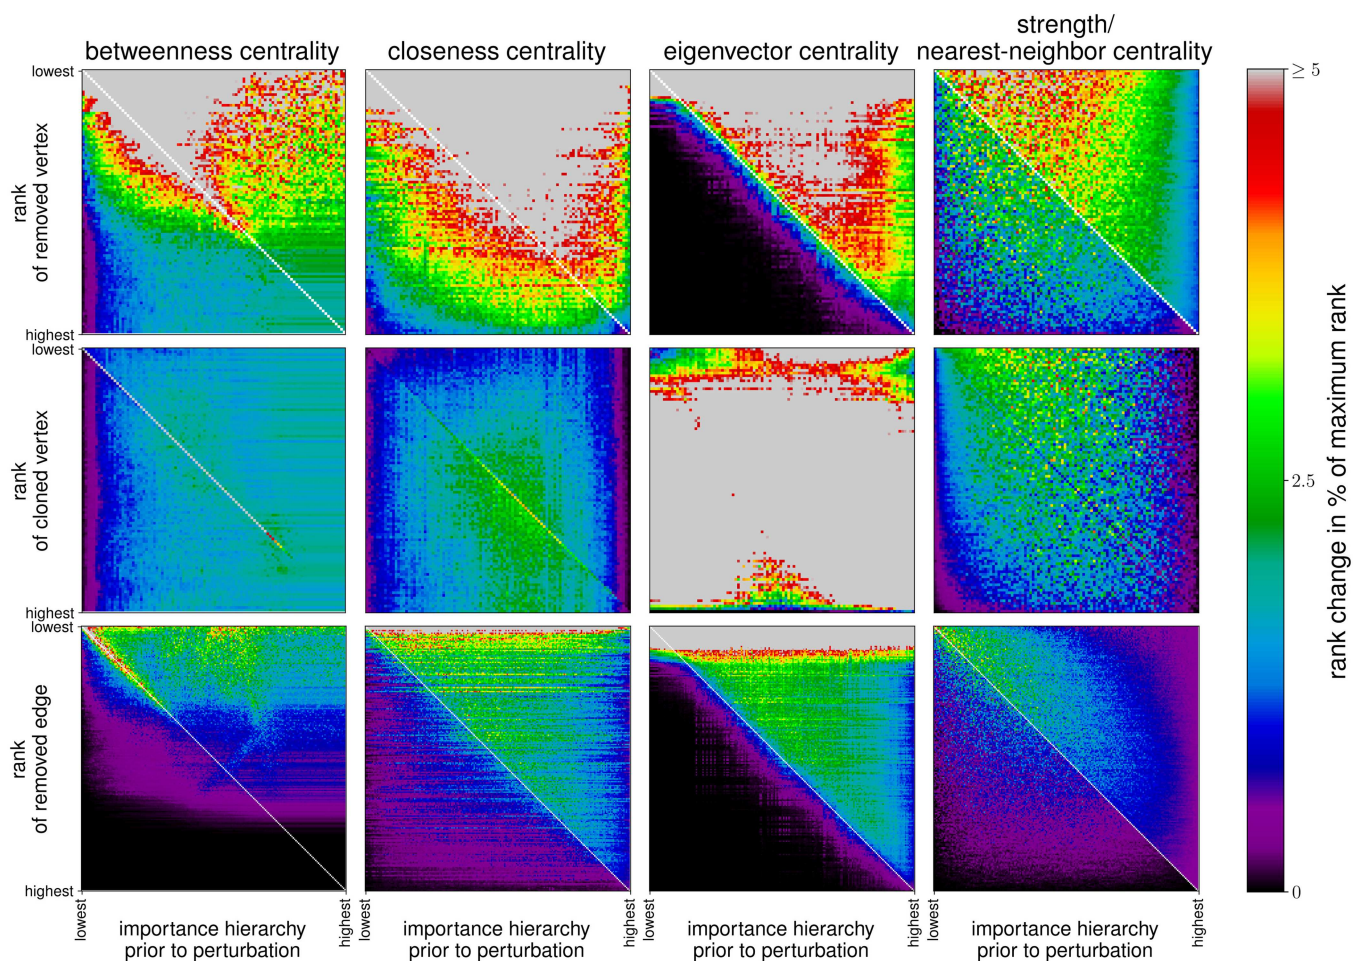 strength/
betweenness centrality closeness centrality eigenvector centrality nearest-neighbor centrality
lowest
≥ 5
rank
of removed vertex
highest
lowest
2.5
rank
of cloned vertex
rank change in % of maximum rank
highest
lowest
rank
of removed edge
highest
0
lowest highest lowest highest lowest highest lowest highest
importance hierarchy importance hierarchy importance hierarchy importance hierarchy
prior to perturbation prior to perturbation prior to perturbation prior to perturbation